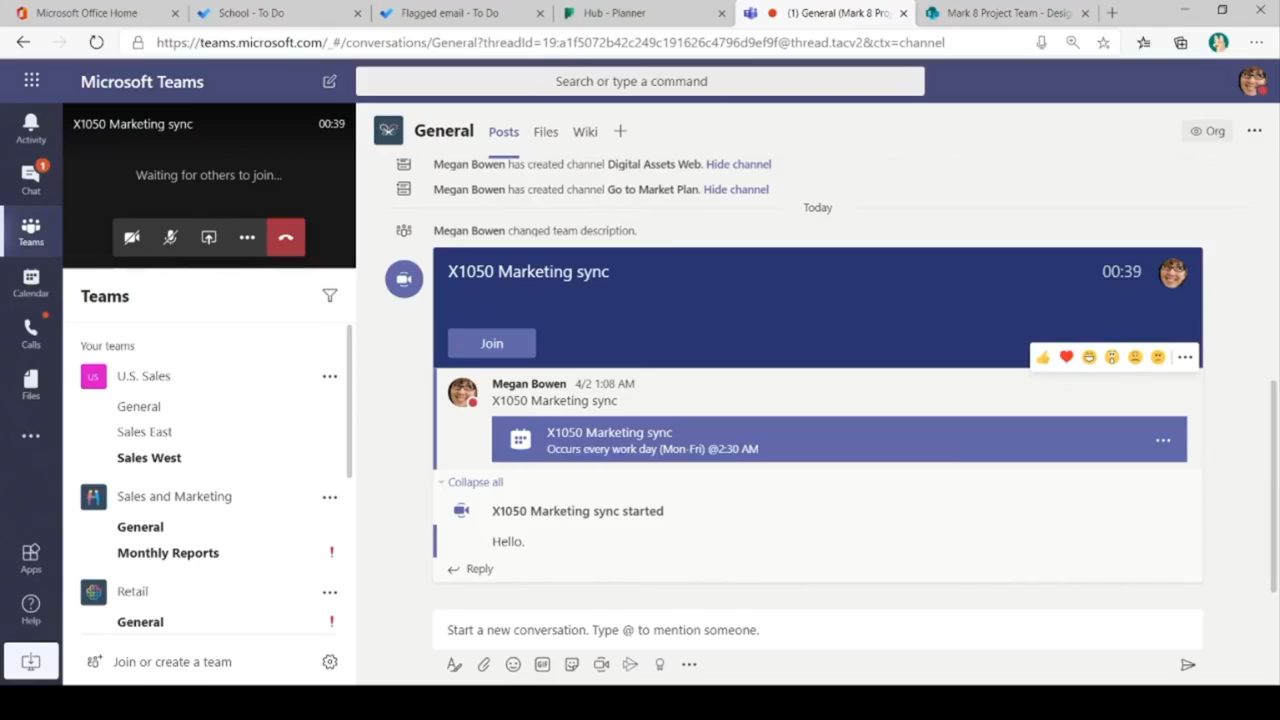 Microsoft Office Home
School - To Do
Flagged email - To Do
Hub - Planner
(1) General (Mark 8 Pro
Mark 8 Project Team - Desig
https://teams.microsoft.com/_#/conversations/General?threadId=19:a1f5072b42c249c191626c4796d9ef9f@thread.tacv2&ctx=channel
Microsoft Teams
Search or type a command
Activity
Chat
1
Teams
Calendar
Calls
Files
Apps
Help
X1050 Marketing sync
00:39
Waiting for others to join...
Teams
Your teams
US
U.S. Sales
General
Sales East
Sales West
Sales and Marketing
General
Monthly Reports !
Retail
General !
Join or create a team
General
Posts
Files
Wiki
Org
Megan Bowen has created channel Digital Assets Web. Hide channel
Megan Bowen has created channel Go to Market Plan. Hide channel
Today
Megan Bowen changed team description.
X1050 Marketing sync
00:39
Join
Megan Bowen 4/2 1:08 AM
X1050 Marketing sync
X1050 Marketing sync
Occurs every work day (Mon-Fri) @2:30 AM
Collapse all
X1050 Marketing sync started
Hello.
Reply
Start a new conversation. Type @ to mention someone.
GIF